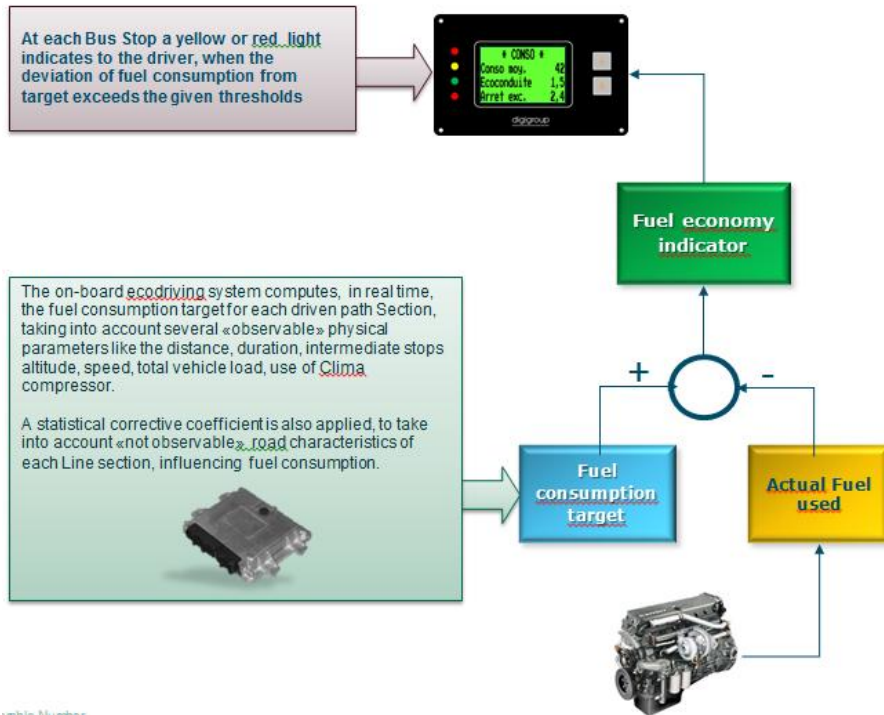 At each Bus Stop a yellow or red light
indicates to the driver, when the
deviation of fuel consumption from
target exceeds the given thresholds
* CONSO *
Conso moy. 42
Ecoconduite 1,5
Arret exc. 2,4
digigroup
Fuel economy
indicator
The on-board ecodriving system computes, in real time,
the fuel consumption target for each driven path Section,
taking into account several «observable» physical
parameters like the distance, duration, intermediate stops
altitude, speed, total vehicle load, use of Clima
compressor.
A statistical corrective coefficient is also applied, to take
into account «not observable» road characteristics of
each Line section, influencing fuel consumption.
+
-
Fuel
consumption
target
Actual Fuel
used
Number